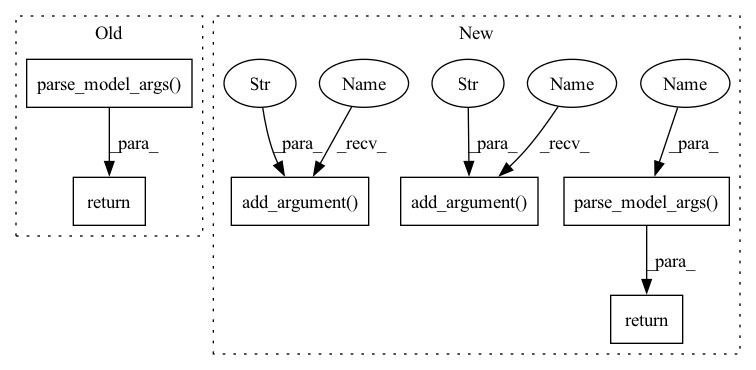 Old
New
parse_model_args()
Str
Name
Str
Name
Name
_para_
_para_
_recv_
_para_
_recv_
_para_
return
add_argument()
add_argument()
parse_model_args()
_para_
return